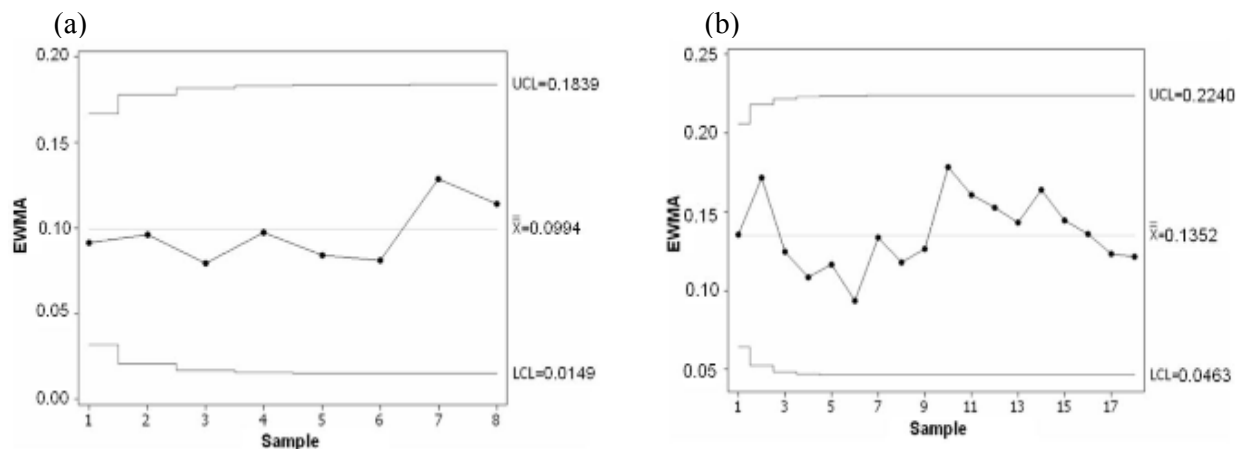 (a)
0.20
0.15
0.10
0.05
0.00
EWMA
UCL=0.1839
X̿=0.0994
LCL=0.0149
1 2 3 4 5 6 7 8
Sample
(b)
0.25
0.20
0.15
0.10
0.05
EWMA
UCL=0.2240
X̿=0.1352
LCL=0.0463
1 3 5 7 9 11 13 15 17
Sample